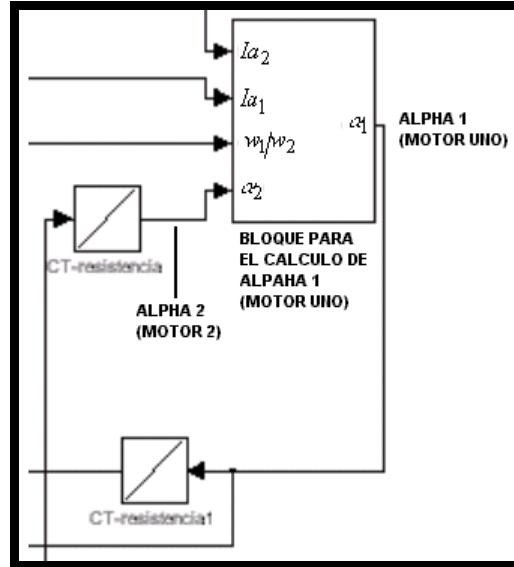 Ia2
Ia1
w1/w2
α2
α1
ALPHA 1
(MOTOR UNO)
CT-resistencia
BLOQUE PARA
EL CALCULO DE
ALPAHA 1
(MOTOR UNO)
ALPHA 2
(MOTOR 2)
CT-resistencia1